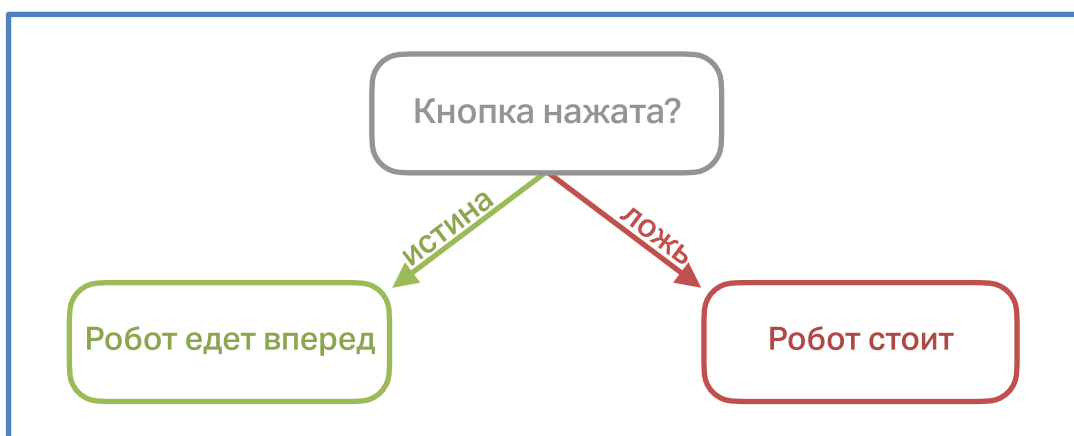 Кнопка нажата?
истина
ложь
Робот едет вперед
Робот стоит